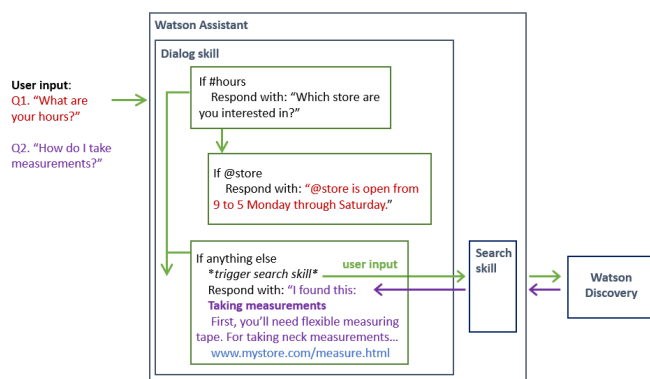 Watson Assistant
Dialog skill
User input:
Q1. “What are
your hours?”
Q2. “How do I take
measurements?”
If #hours
Respond with: “Which store are
you interested in?”
If @store
Respond with: “@store is open from
9 to 5 Monday through Saturday.”
If anything else
*trigger search skill*
user input
Respond with: “I found this:
Taking measurements
First, you’ll need flexible measuring
tape. For taking neck measurements…
www.mystore.com/measure.html
Search
skill
Watson
Discovery